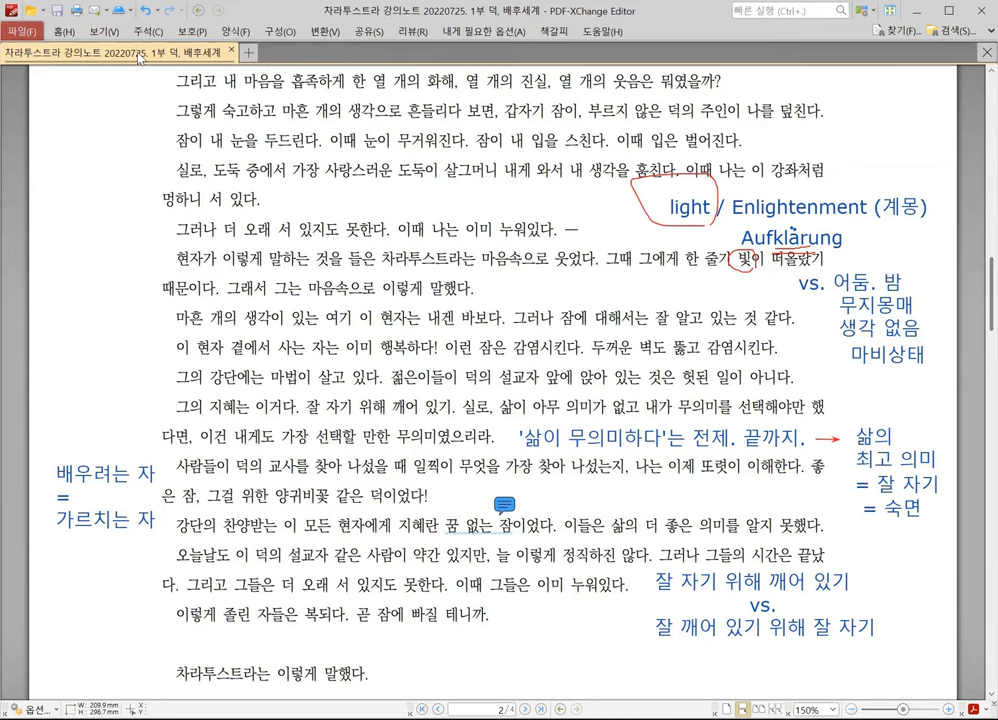 차라투스트라 강의노트 20220725. 1부 덕, 배후세계 - PDF-XChange Editor
빠른 실행 (Ctrl+.)
파일(F) 홈(H) 보기(V) 주석(C) 보호(P) 양식(F) 구성(O) 변환(V) 공유(S) 리뷰(R) 내게 필요한 옵션(A) 책갈피 도움말(H) 찾기(F)... 검색(S)...
차라투스트라 강의노트 20220725. 1부 덕, 배후세계
그리고 내 마음을 흡족하게 한 열 개의 화해, 열 개의 진실, 열 개의 웃음은 뭐였을까?
그렇게 숙고하고 마흔 개의 생각으로 흔들리다 보면, 갑자기 잠이, 부르지 않은 덕의 주인이 나를 덮친다.
잠이 내 눈을 두드린다. 이때 눈이 무거워진다. 잠이 내 입을 스친다. 이때 입은 벌어진다.
실로, 도둑 중에서 가장 사랑스러운 도둑이 살그머니 내게 와서 내 생각을 훔친다. 이때 나는 이 강좌처럼
멍하니 서 있다.
light / Enlightenment (계몽)
그러나 더 오래 서 있지도 못한다. 이때 나는 이미 누워있다. —
Aufklärung
현자가 이렇게 말하는 것을 들은 차라투스트라는 마음속으로 웃었다. 그때 그에게 한 줄기 빛이 떠올랐기
때문이다. 그래서 그는 마음속으로 이렇게 말했다.
vs. 어둠. 밤
무지몽매
생각 없음
마비상태
마흔 개의 생각이 있는 여기 이 현자는 내겐 바보다. 그러나 잠에 대해서는 잘 알고 있는 것 같다.
이 현자 곁에서 사는 자는 이미 행복하다! 이런 잠은 감염시킨다. 두꺼운 벽도 뚫고 감염시킨다.
그의 강단에는 마법이 살고 있다. 젊은이들이 덕의 설교자 앞에 앉아 있는 것은 헛된 일이 아니다.
그의 지혜는 이거다. 잘 자기 위해 깨어 있기. 실로, 삶이 아무 의미가 없고 내가 무의미를 선택해야만 했
다면, 이건 내게도 가장 선택할 만한 무의미였으리라.
'삶이 무의미하다'는 전제. 끝까지.
삶의
최고 의미
= 잘 자기
= 숙면
배우려는 자
=
가르치는 자
사람들이 덕의 교사를 찾아 나섰을 때 일찍이 무엇을 가장 찾아 나섰는지, 나는 이제 또렷이 이해한다. 좋
은 잠, 그걸 위한 양귀비꽃 같은 덕이었다!
강단의 찬양받는 이 모든 현자에게 지혜란 꿈 없는 잠이었다. 이들은 삶의 더 좋은 의미를 알지 못했다.
오늘날도 이 덕의 설교자 같은 사람이 약간 있지만, 늘 이렇게 정직하진 않다. 그러나 그들의 시간은 끝났
다. 그리고 그들은 더 오래 서 있지도 못한다. 이때 그들은 이미 누워있다.
이렇게 졸린 자들은 복되다. 곧 잠에 빠질 테니까.
잘 자기 위해 깨어 있기
vs.
잘 깨어 있기 위해 잘 자기
차라투스트라는 이렇게 말했다.
옵션... W: 209.9 mm H: 296.7 mm X: Y: 2 / 4 150%